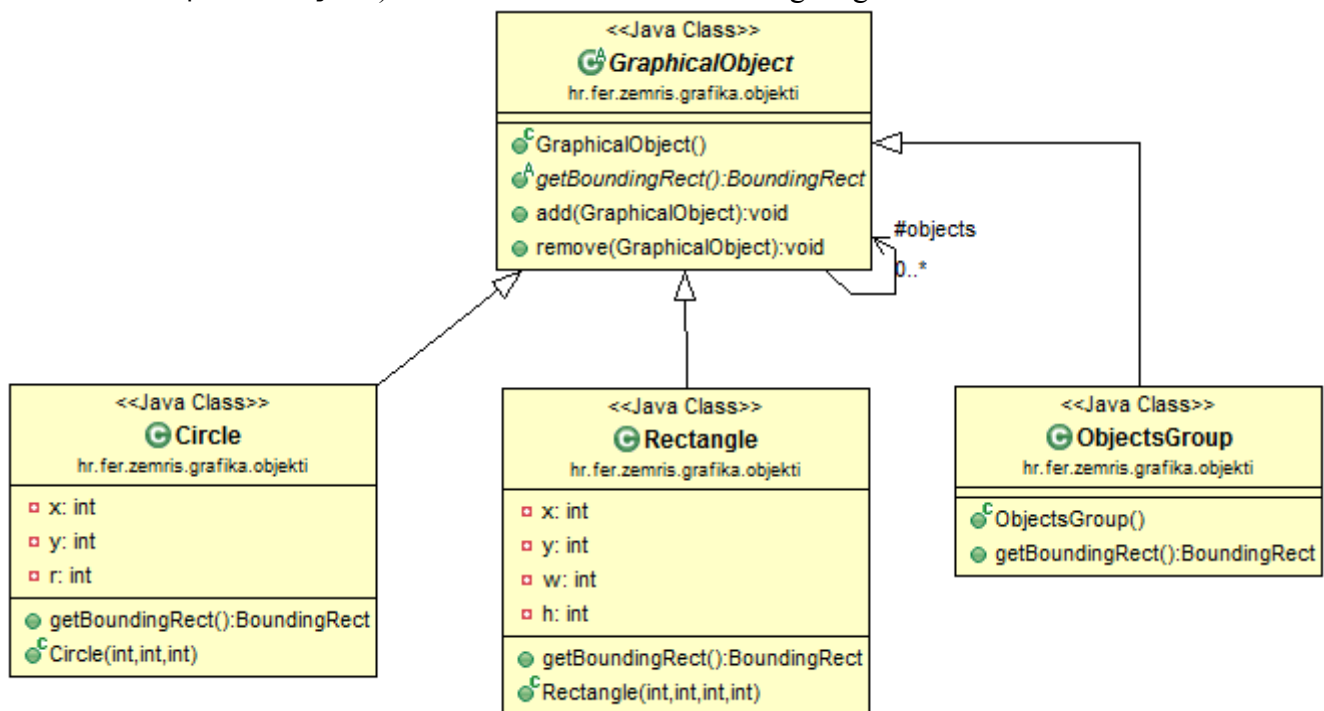 <<Java Class>>
GraphicalObject
hr.fer.zemris.grafika.objekti
GraphicalObject()
getBoundingRect():BoundingRect
add(GraphicalObject):void
remove(GraphicalObject):void
#objects
0..*
<<Java Class>>
Circle
hr.fer.zemris.grafika.objekti
x: int
y: int
r: int
getBoundingRect():BoundingRect
Circle(int,int,int)
<<Java Class>>
Rectangle
hr.fer.zemris.grafika.objekti
x: int
y: int
w: int
h: int
getBoundingRect():BoundingRect
Rectangle(int,int,int,int)
<<Java Class>>
ObjectsGroup
hr.fer.zemris.grafika.objekti
ObjectsGroup()
getBoundingRect():BoundingRect